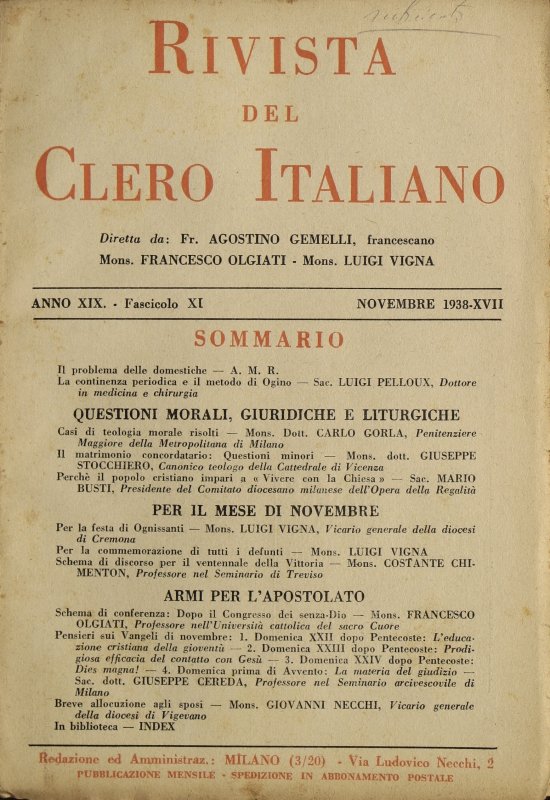 RIVISTA
DEL
CLERO ITALIANO
Diretta da: Fr. AGOSTINO GEMELLI, francescano
Mons. FRANCESCO OLGIATI - Mons. LUIGI VIGNA
ANNO XIX. - Fascicolo XI NOVEMBRE 1938-XVII
SOMMARIO
Il problema delle domestiche — A. M. R.
La continenza periodica e il metodo di Ogino — Sac. LUIGI PELLOUX, Dottore
in medicina e chirurgia
QUESTIONI MORALI, GIURIDICHE E LITURGICHE
Casi di teologia morale risolti — Mons. Dott. CARLO GORLA, Penitenziere
Maggiore della Metropolitana di Milano
Il matrimonio concordatario: Questioni minori — Mons. dott. GIUSEPPE
STOCCHIERO, Canonico teologo della Cattedrale di Vicenza
Perchè il popolo cristiano impari a « Vivere con la Chiesa » — Sac. MARIO
BUSTI, Presidente del Comitato diocesano milanese dell'Opera della Regalità
PER IL MESE DI NOVEMBRE
Per la festa di Ognissanti — Mons. LUIGI VIGNA, Vicario generale della diocesi
di Cremona
Per la commemorazione di tutti i defunti — Mons. LUIGI VIGNA
Schema di discorso per il ventennale della Vittoria — Mons. COSTANTE CHI-
MENTON, Professore nel Seminario di Treviso
ARMI PER L'APOSTOLATO
Schema di conferenza: Dopo il Congresso dei senza-Dio — Mons. FRANCESCO
OLGIATI, Professore nell'Università cattolica del sacro Cuore
Pensieri sui Vangeli di novembre: 1. Domenica XXII dopo Pentecoste: L'educa-
zione cristiana della gioventù — 2. Domenica XXIII dopo Pentecoste: Prodi-
giosa efficacia del contatto con Gesù — 3. Domenica XXIV dopo Pentecoste:
Dies magna! — 4. Domenica prima di Avvento: La materia del giudizio —
Sac. dott. GIUSEPPE CEREDA, Professore nel Seminario arcivescovile di
Milano
Breve allocuzione agli sposi — Mons. GIOVANNI NECCHI, Vicario generale
della diocesi di Vigevano
In biblioteca — INDEX
Redazione ed Amministraz.: MILANO (3/20) - Via Ludovico Necchi, 2
PUBBLICAZIONE MENSILE - SPEDIZIONE IN ABBONAMENTO POSTALE